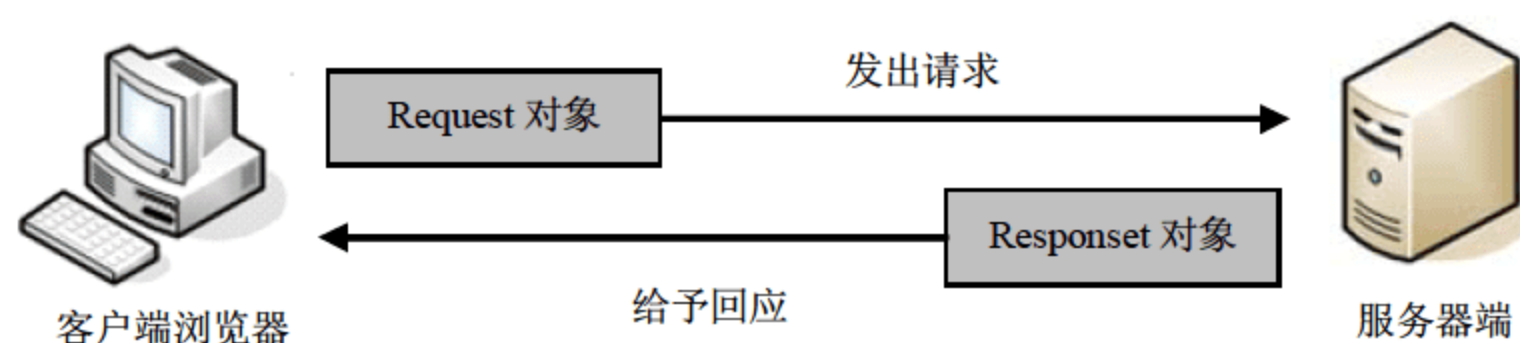 发出请求
Request 对象
Responset 对象
给予回应
客户端浏览器
服务器端